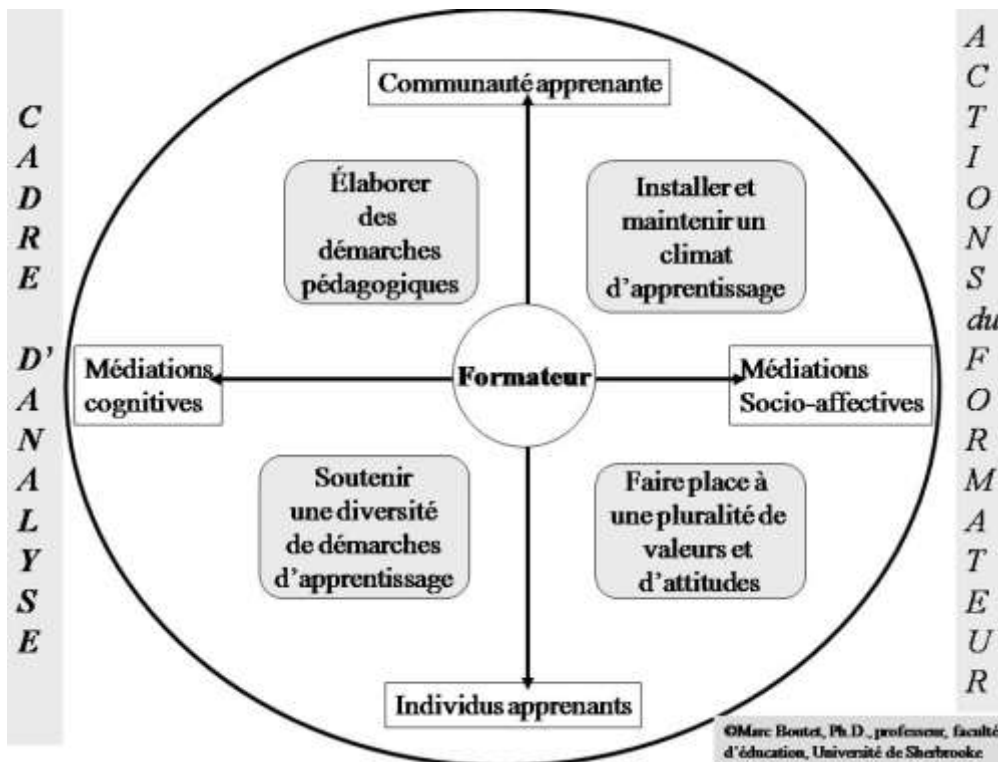 CADRE D'ANALYSE
Communauté apprenante
Élaborer
des
démarches
pédagogiques
Installer et
maintenir un
climat
d'apprentissage
Médiations
cognitives
Formateur
Médiations
Socio-affectives
Soutenir
une diversité
de démarches
d'apprentissage
Faire place à
une pluralité de
valeurs et
d'attitudes
Individus apprenants
ACTIONS du FORMATEUR
©Marc Boutet, Ph.D., professeur, faculté
d'éducation, Université de Sherbrooke